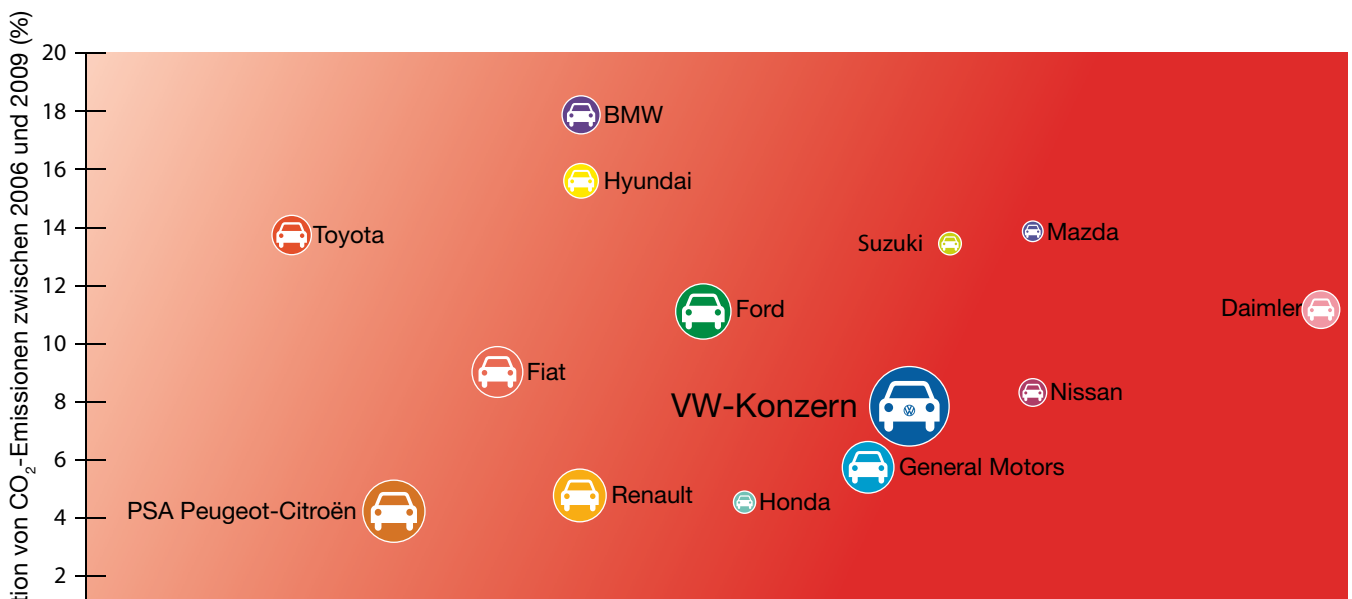 tion von CO₂-Emissionen zwischen 2006 und 2009 (%)
20
18
BMW
16
Hyundai
14
Toyota
Suzuki
Mazda
12
Ford
Daimler
10
Fiat
8
VW-Konzern
Nissan
6
General Motors
Renault
Honda
4
PSA Peugeot-Citroën
2